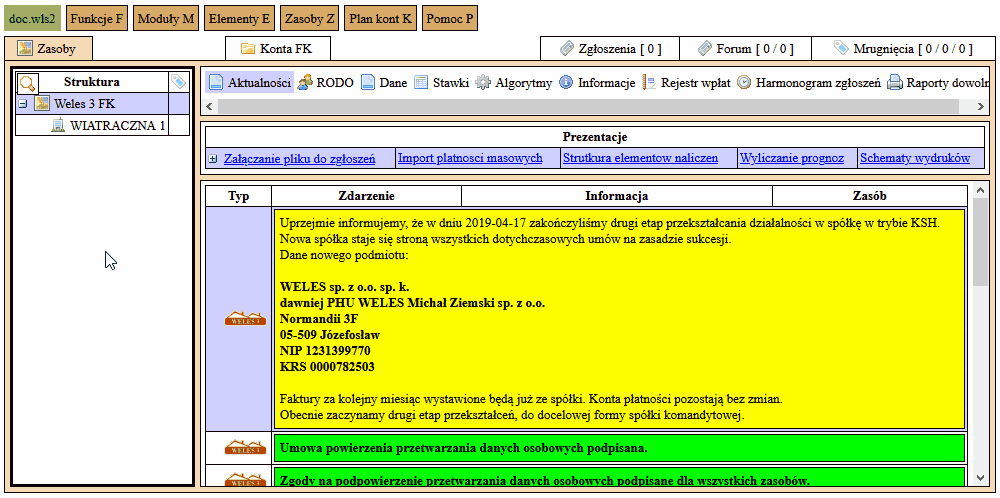 doc.wls2 Funkcje F Moduły M Elementy E Zasoby Z Plan kont K Pomoc P
Zasoby Konta FK Zgłoszenia [ 0 ] Forum [ 0 / 0 ] Mrugnięcia [ 0 / 0 / 0 ]
Struktura
Weles 3 FK
WIATRACZNA 1
Aktualności RODO Dane Stawki Algorytmy Informacje Rejestr wpłat Harmonogram zgłoszeń Raporty dowoln
Prezentacje
Załączanie pliku do zgłoszeń Import platnosci masowych Strutkura elementow naliczen Wyliczanie prognoz Schematy wydruków
Typ Zdarzenie Informacja Zasób
Uprzejmie informujemy, że w dniu 2019-04-17 zakończyliśmy drugi etap przekształcania działalności w spółkę w trybie KSH.
Nowa spółka staje się stroną wszystkich dotychczasowych umów na zasadzie sukcesji.
Dane nowego podmiotu:
WELES sp. z o.o. sp. k.
dawniej PHU WELES Michał Ziemski sp. z o.o.
Normandii 3F
05-509 Józefosław
NIP 1231399770
KRS 0000782503
WELES 3
Faktury za kolejny miesiąc wystawione będą już ze spółki. Konta płatności pozostają bez zmian.
Obecnie zaczynamy drugi etap przekształceń, do docelowej formy spółki komandytowej.
WELES 3 Umowa powierzenia przetwarzania danych osobowych podpisana.
WELES 3 Zgody na podpowierzenie przetwarzania danych osobowych podpisane dla wszystkich zasobów.